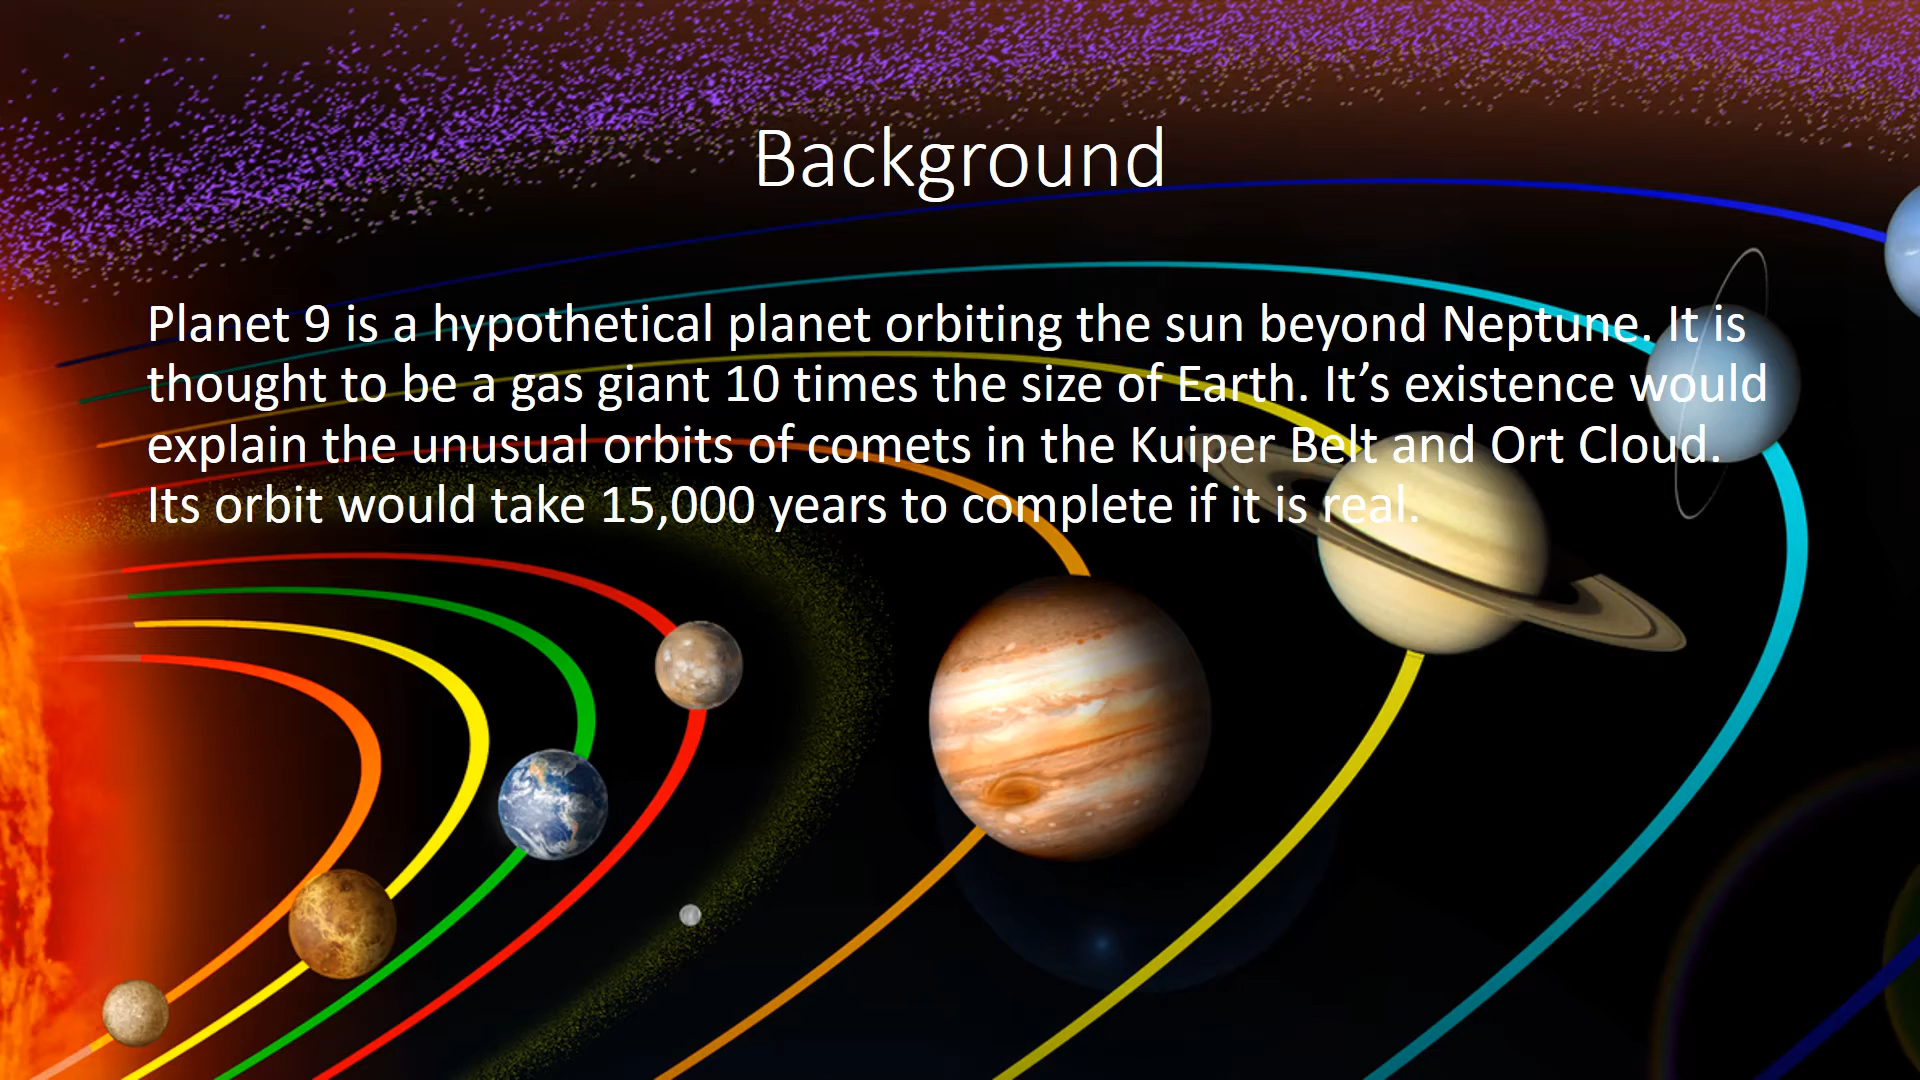 Background
Planet 9 is a hypothetical planet orbiting the sun beyond Neptune. It is
thought to be a gas giant 10 times the size of Earth. It’s existence would
explain the unusual orbits of comets in the Kuiper Belt and Ort Cloud.
Its orbit would take 15,000 years to complete if it is real.